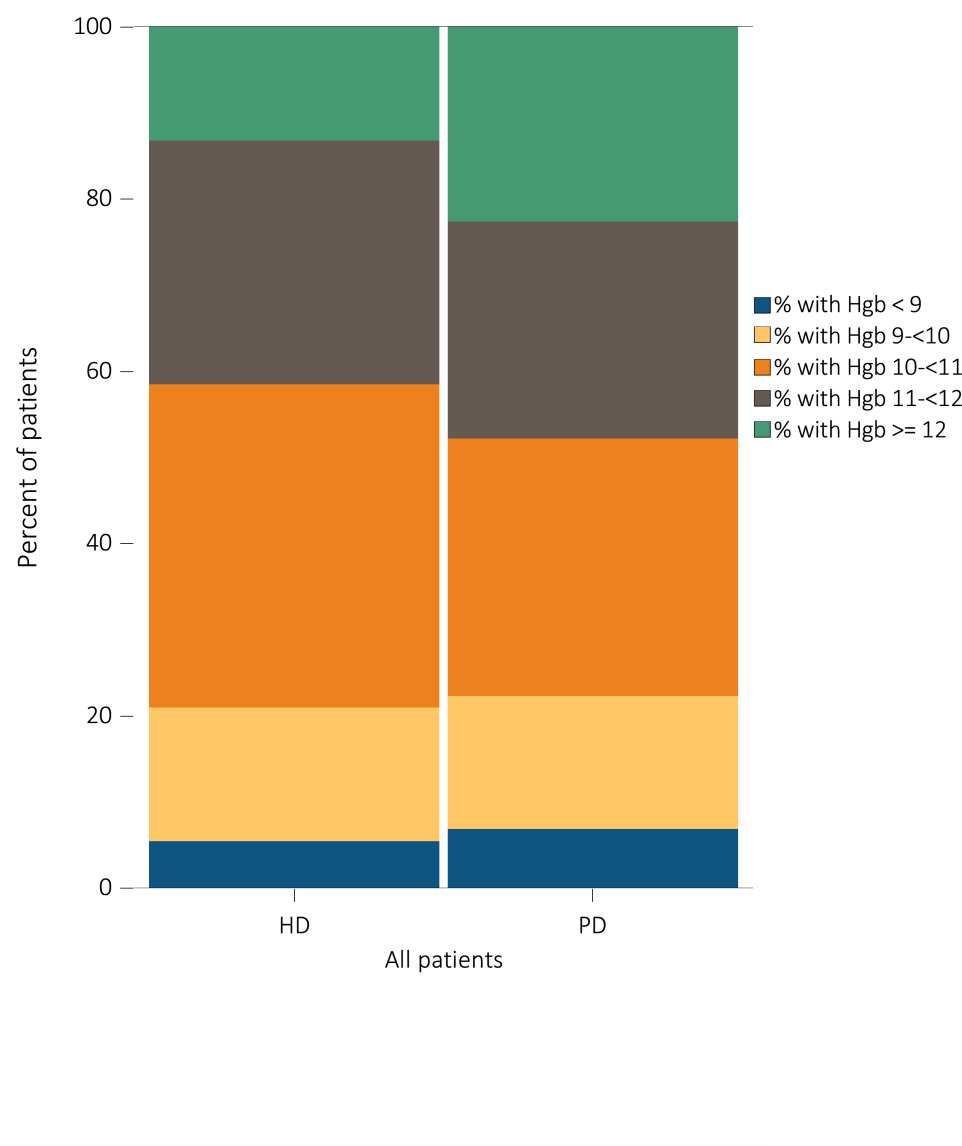 100
80
60
40
20
0
Percent of patients
HD
PD
All patients
% with Hgb < 9
% with Hgb 9-<10
% with Hgb 10-<11
% with Hgb 11-<12
% with Hgb >= 12